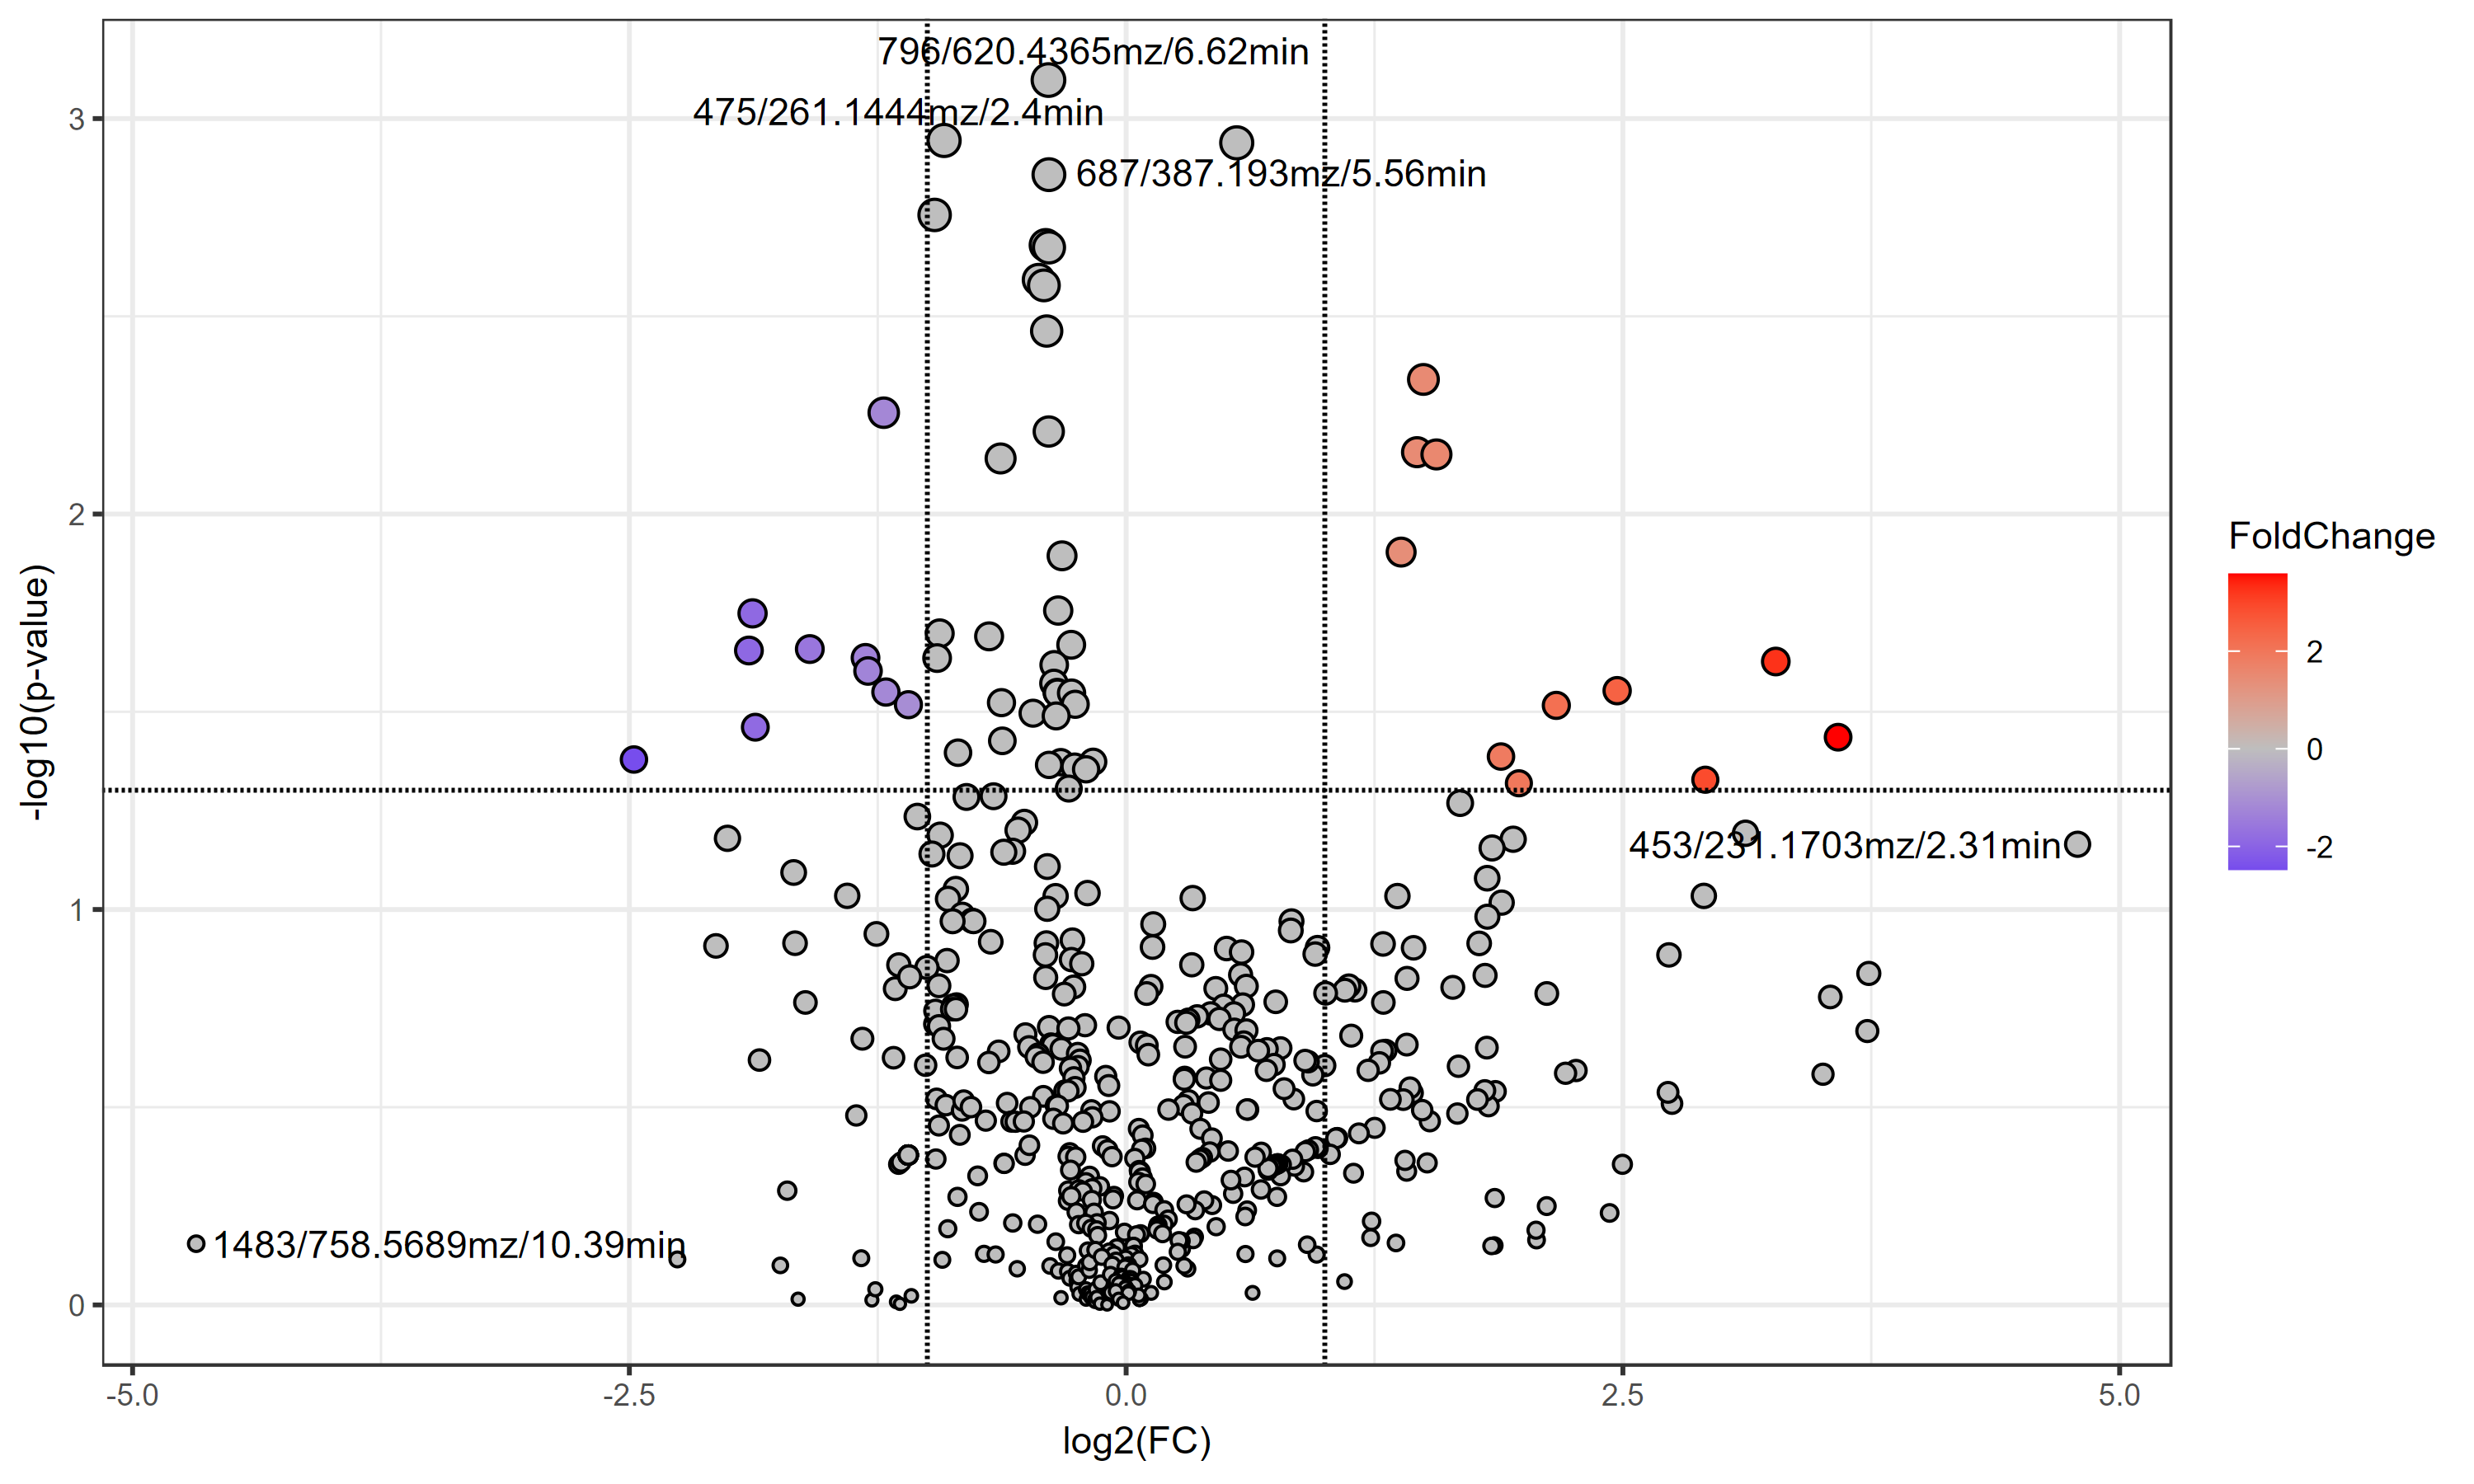 796/620.4365mz/6.62min
475/261.1444mz/2.4min
687/387.193mz/5.56min
453/231.1703mz/2.31min
1483/758.5689mz/10.39min
3
2
1
0
-log10(p-value)
-5.0
-2.5
0.0
2.5
5.0
log2(FC)
FoldChange
2
0
-2